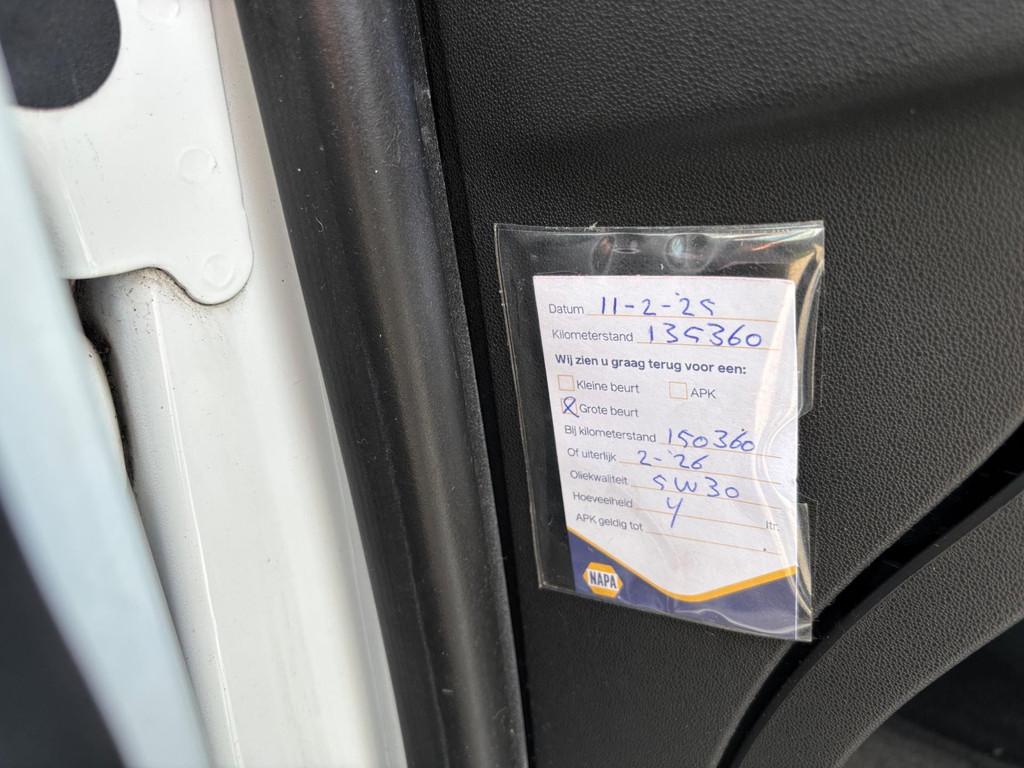 Datum 11-2-'25
Kilometerstand 135360
Wij zien u graag terug voor een:
Kleine beurt APK
Grote beurt
Bij kilometerstand 150360
Of uiterlijk 2-'26
Oliekwaliteit 5W30
Hoeveelheid 4 ltr.
APK geldig tot
NAPA